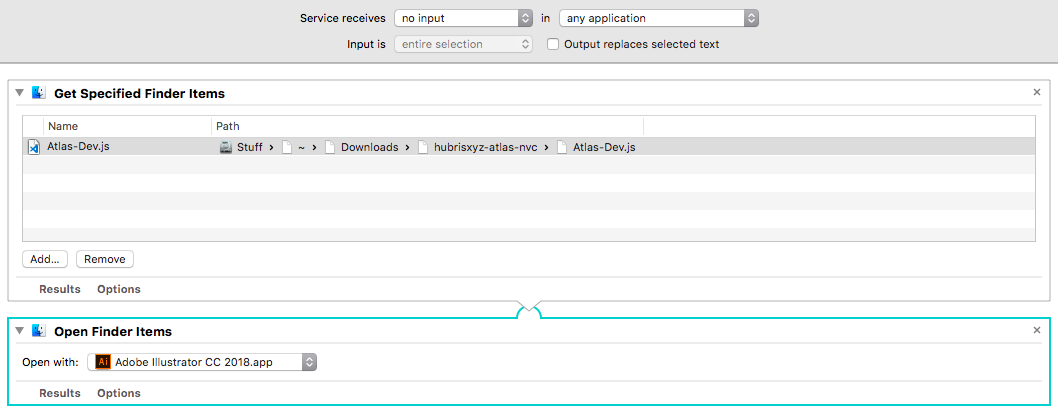 Service receives no input in any application
Input is entire selection Output replaces selected text
Get Specified Finder Items
Name Path
Atlas-Dev.js Stuff › ~ › Downloads › hubrisxyz-atlas-nvc › Atlas-Dev.js
Add... Remove
Results Options
Open Finder Items
Open with: Ai Adobe Illustrator CC 2018.app
Results Options